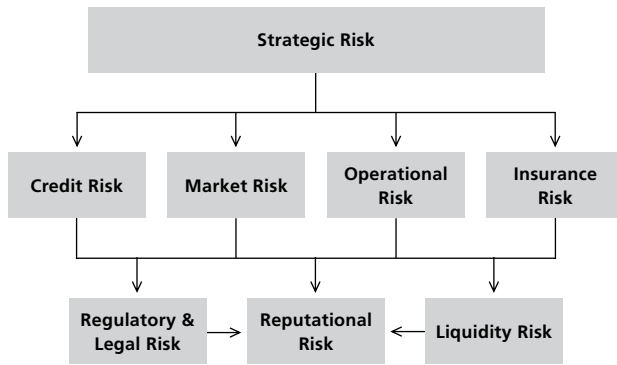 Strategic Risk
Credit Risk
Market Risk
Operational
Risk
Insurance
Risk
Regulatory &
Legal Risk
Reputational
Risk
Liquidity Risk